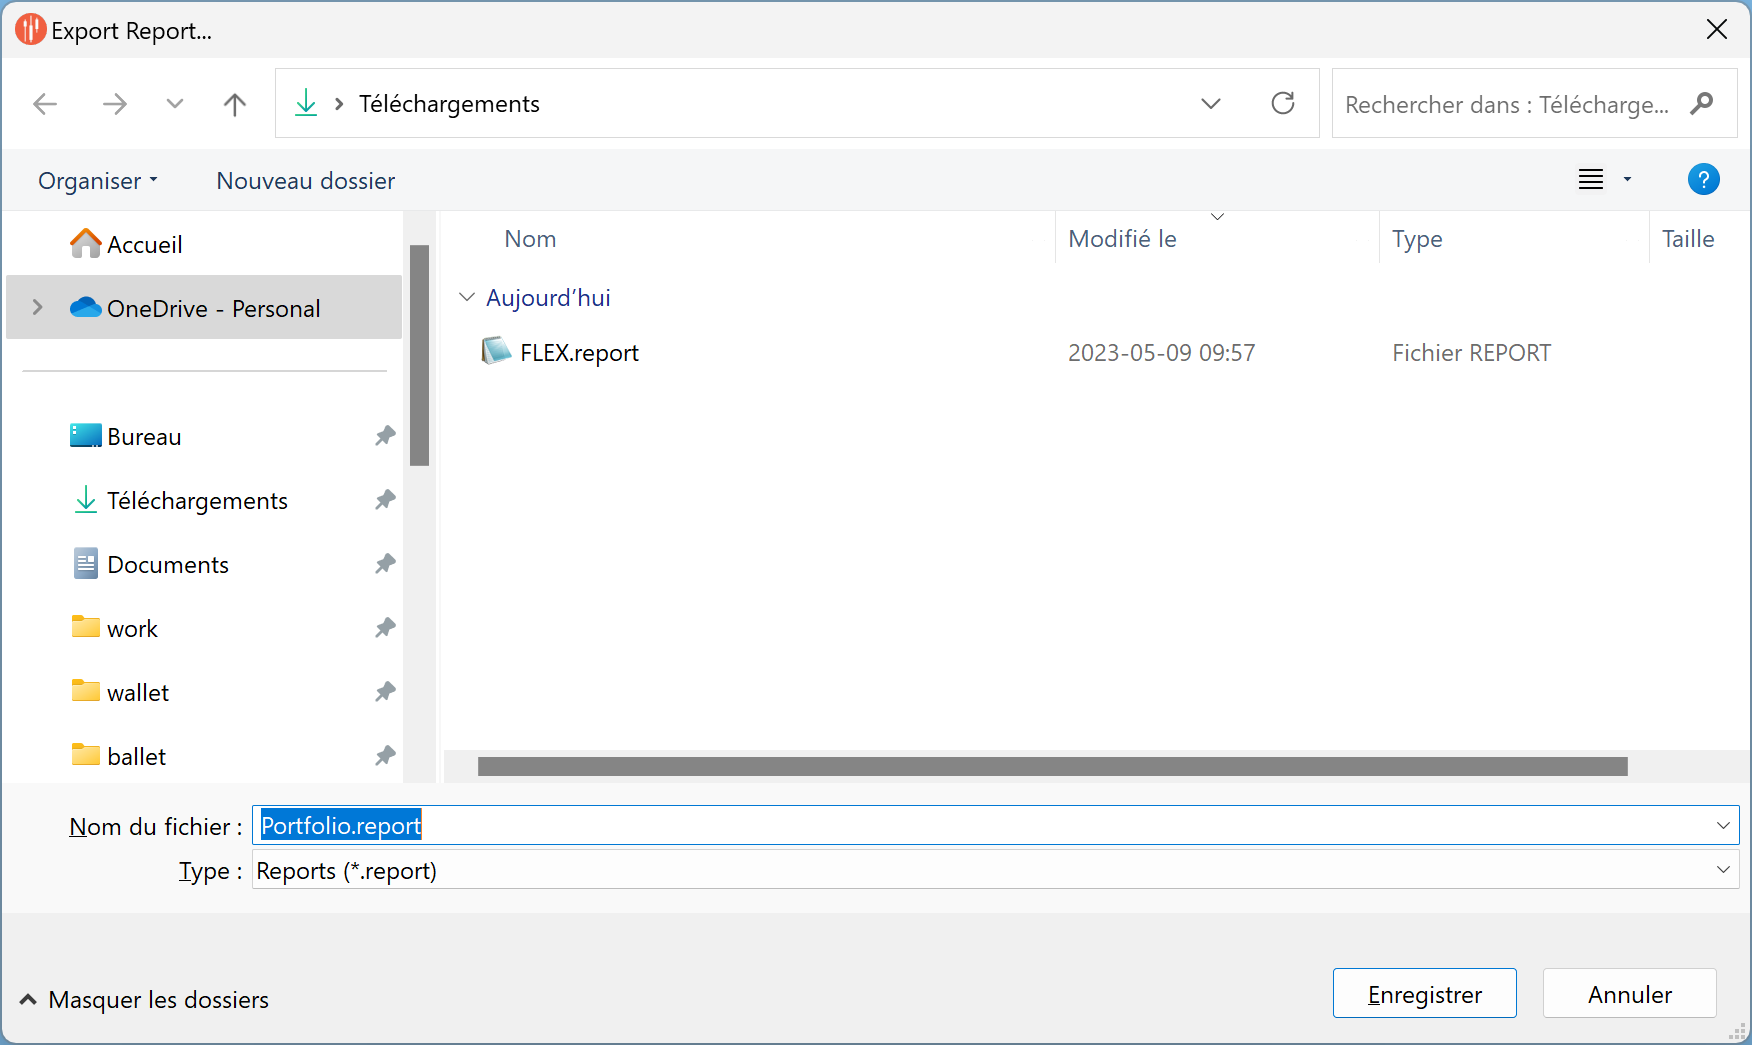 Export Report...
Téléchargements
Rechercher dans : Télécharge...
Organiser
Nouveau dossier
?
Accueil
OneDrive - Personal
Bureau
Téléchargements
Documents
work
wallet
ballet
Nom
Modifié le
Type
Taille
Aujourd’hui
FLEX.report
2023-05-09 09:57
Fichier REPORT
Nom du fichier :
Portfolio.report
Type :
Reports (*.report)
Masquer les dossiers
Enregistrer
Annuler